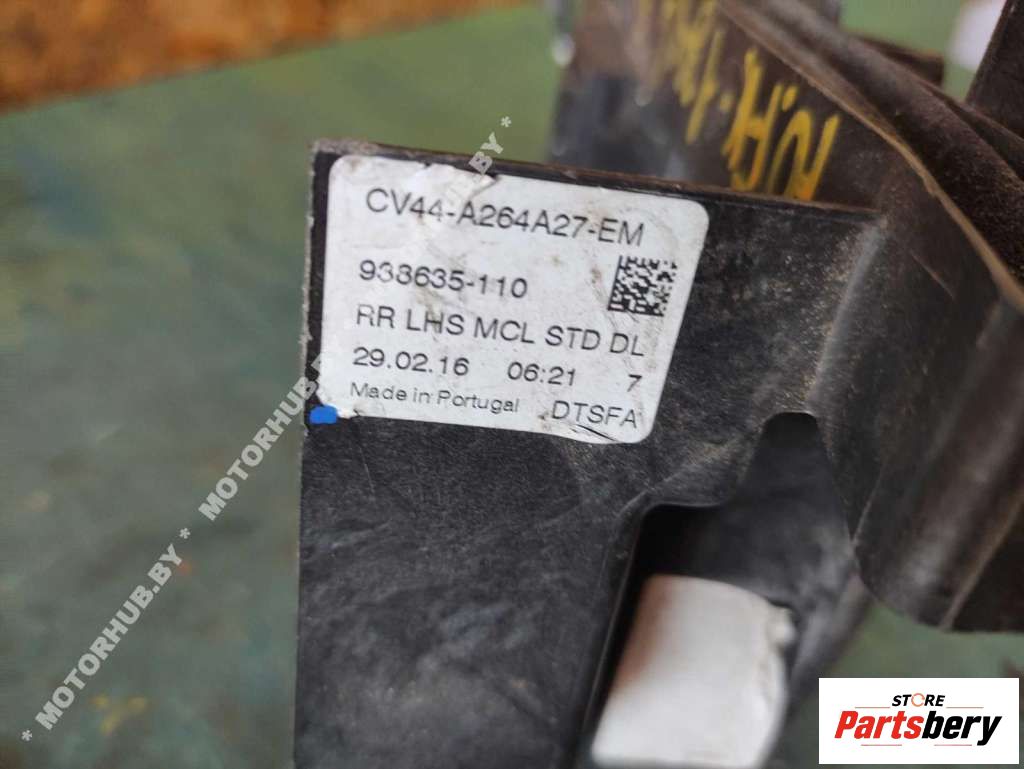 CV44-A264A27-EM
938635-110
RR LHS MCL STD DL
29.02.16 06:21 7
Made in Portugal DTSFA
* MOTORHUB.BY * MOTORHUB.BY *
STORE
Partsbery